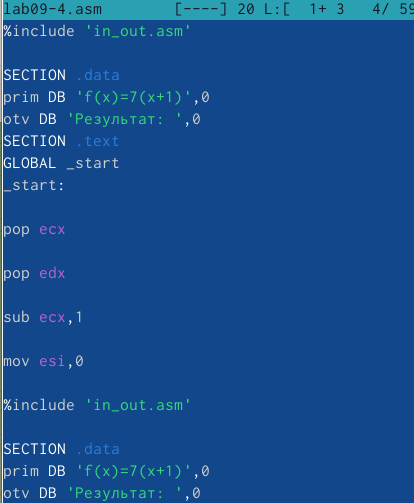 lab09-4.asm [----] 20 L:[ 1+ 3 4/ 59
%include 'in_out.asm'
SECTION .data
prim DB 'f(x)=7(x+1)',0
otv DB 'Результат: ',0
SECTION .text
GLOBAL _start
_start:
pop ecx
pop edx
sub ecx,1
mov esi,0
%include 'in_out.asm'
SECTION .data
prim DB 'f(x)=7(x+1)',0
otv DB 'Результат: ',0